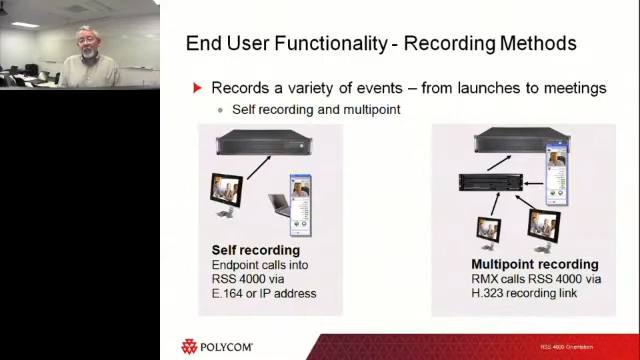 End User Functionality - Recording Methods
Records a variety of events – from launches to meetings
Self recording and multipoint
Self recording
Endpoint calls into
RSS 4000 via
E.164 or IP address
Multipoint recording
RMX calls RSS 4000 via
H.323 recording link
POLYCOM
RSS 4000 Orientation